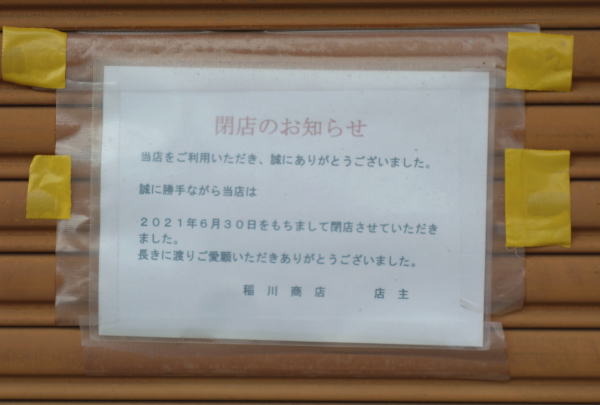 閉店のお知らせ
当店をご利用いただき、誠にありがとうございました。
誠に勝手ながら当店は
２０２１年６月３０日をもちまして閉店させていただき
ました。
長きに渡りご愛願いただきありがとうございました。
稲川商店　　店主